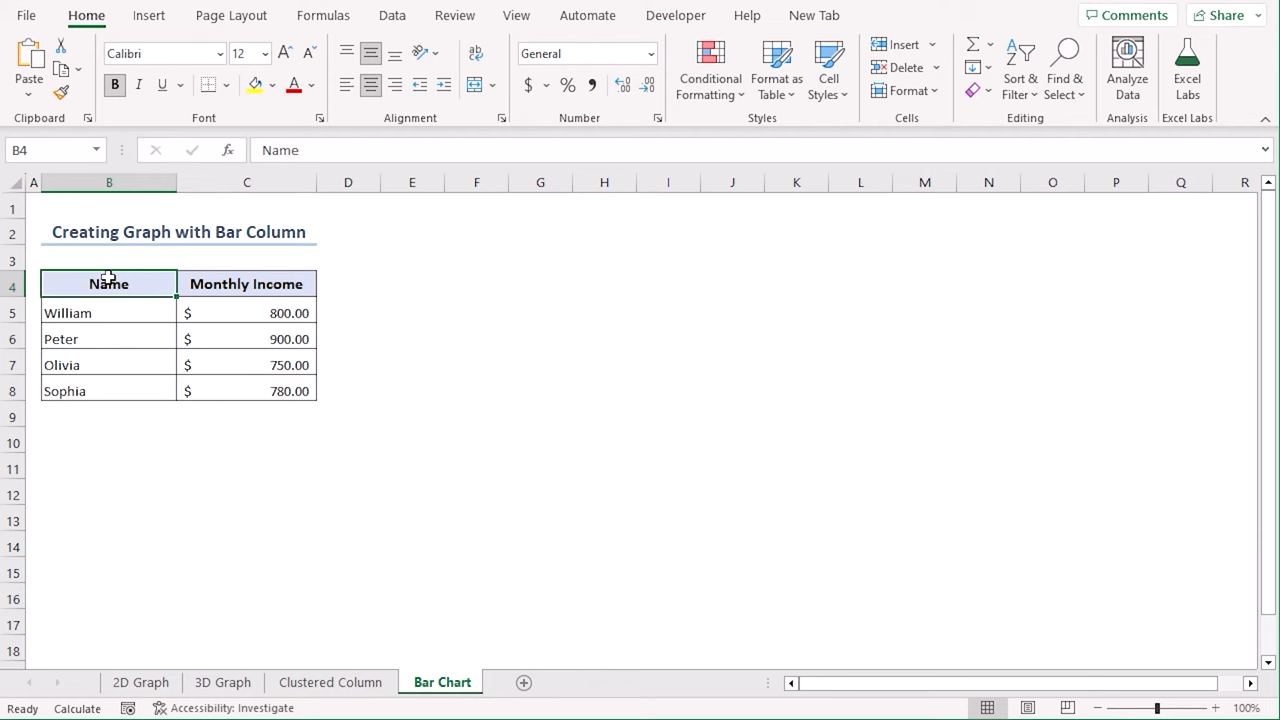 File Home Insert Page Layout Formulas Data Review View Automate Developer Help New Tab Comments Share
Paste
Clipboard
Calibri 12
B I U
Font
ab
Alignment
General
$ % 9
Number
Conditional Formatting
Format as Table
Cell Styles
Styles
Insert
Delete
Format
Cells
Sort & Filter
Find & Select
Editing
Analyze Data
Analysis
Excel Labs
Excel Labs
B4 fx Name
A B C D E F G H I J K L M N O P Q R
1
2 Creating Graph with Bar Column
3
4 Name Monthly Income
5 William $ 800.00
6 Peter $ 900.00
7 Olivia $ 750.00
8 Sophia $ 780.00
9
10
11
12
13
14
15
16
17
18
2D Graph 3D Graph Clustered Column Bar Chart
Ready Calculate Accessibility: Investigate 100%